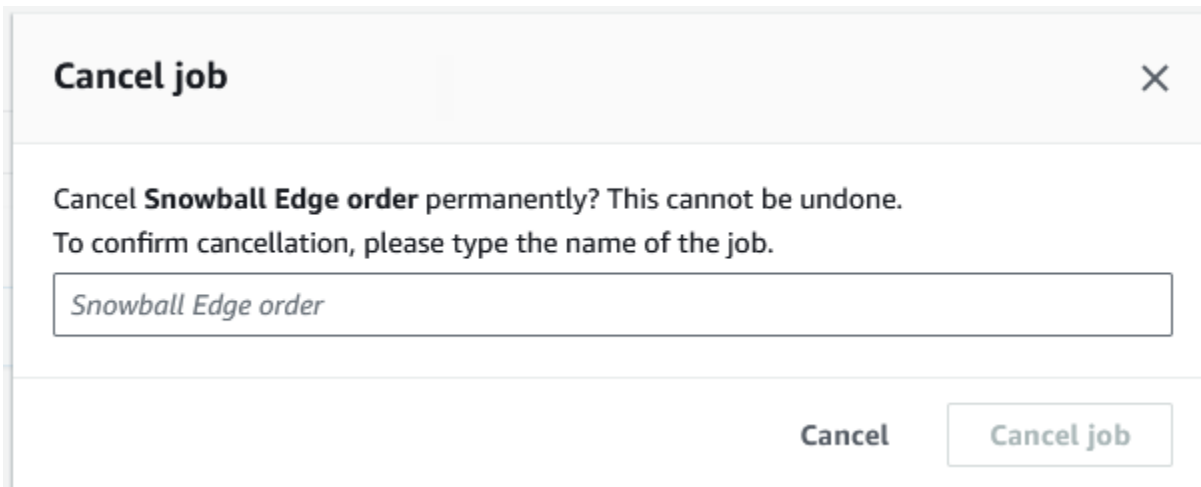 Cancel job
Cancel Snowball Edge order permanently? This cannot be undone.
To confirm cancellation, please type the name of the job.
Snowball Edge order
Cancel
Cancel job